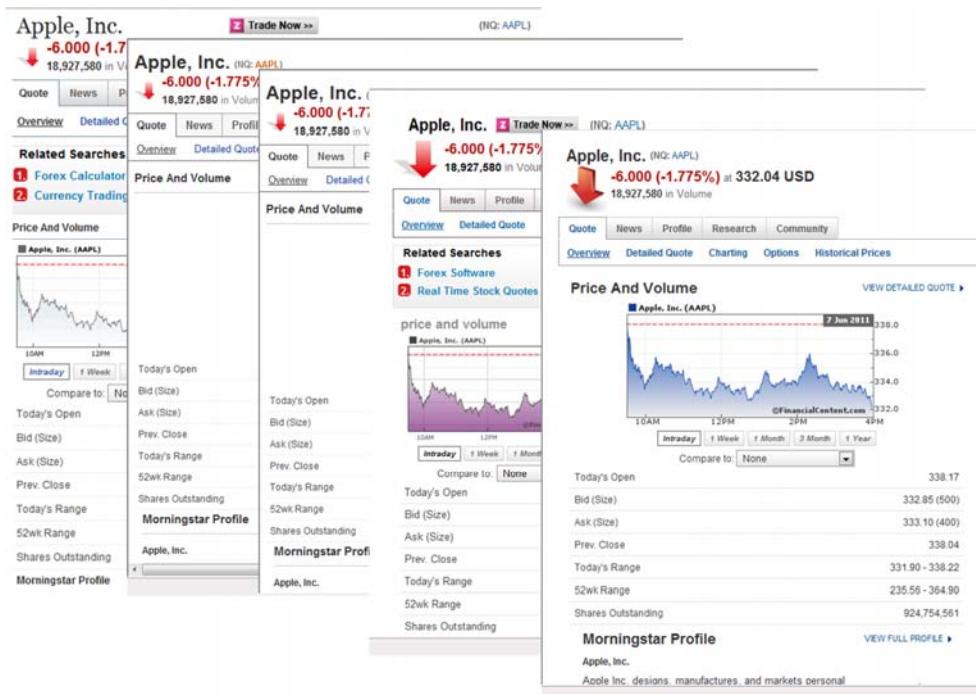 Apple, Inc.
Z Trade Now >>
(NQ: AAPL)
-6.000 (-1.7
18,927,580 in Vo
Quote News P
Overview Detailed Q
Related Searches
1. Forex Calculator
2. Currency Trading
Price And Volume
Apple, Inc. (AAPL)
10AM 12PM
Intraday 1 Week
Compare to: No
Today's Open
Bid (Size)
Ask (Size)
Prev. Close
Today's Range
52wk Range
Shares Outstanding
Morningstar Profile
Apple, Inc. (NQ: AAPL)
-6.000 (-1.775%
18,927,580 in Volume
Quote News Profil
Overview Detailed Quote
Price And Volume
Today's Open
Bid (Size)
Ask (Size)
Prev. Close
Today's Range
52wk Range
Shares Outstanding
Morningstar Profile
Apple, Inc.
Apple, Inc. (
-6.000 (-1.77
18,927,580 in V
Quote News P
Overview Detailed Q
Price And Volume
Today's Open
Bid (Size)
Ask (Size)
Prev. Close
Today's Range
52wk Range
Shares Outstanding
Morningstar Profi
Apple, Inc.
Apple, Inc. Z Trade Now >> (NQ: AAPL)
-6.000 (-1.775%
18,927,580 in Volum
Quote News Profile
Overview Detailed Quote
Related Searches
1. Forex Software
2. Real Time Stock Quotes
price and volume
Apple, Inc. (AAPL)
10AM 12PM
Intraday 1 Week 1 Month
Compare to: None
Today's Open
Bid (Size)
Ask (Size)
Prev. Close
Today's Range
52wk Range
Shares Outstanding
Apple, Inc. (NQ: AAPL)
-6.000 (-1.775%) at 332.04 USD
18,927,580 in Volume
Quote News Profile Research Community
Overview Detailed Quote Charting Options Historical Prices
Price And Volume VIEW DETAILED QUOTE
Apple, Inc. (AAPL)
7 Jun 2011
338.0
336.0
334.0
332.0
©FinancialContent.com
10AM 12PM 2PM 4PM
Intraday 1 Week 1 Month 3 Month 1 Year
Compare to: None
Today's Open 338.17
Bid (Size) 332.85 (500)
Ask (Size) 333.10 (400)
Prev. Close 338.04
Today's Range 331.90 - 338.22
52wk Range 235.56 - 364.90
Shares Outstanding 924,754,561
Morningstar Profile VIEW FULL PROFILE
Apple, Inc.
Apple Inc. designs, manufactures, and markets personal